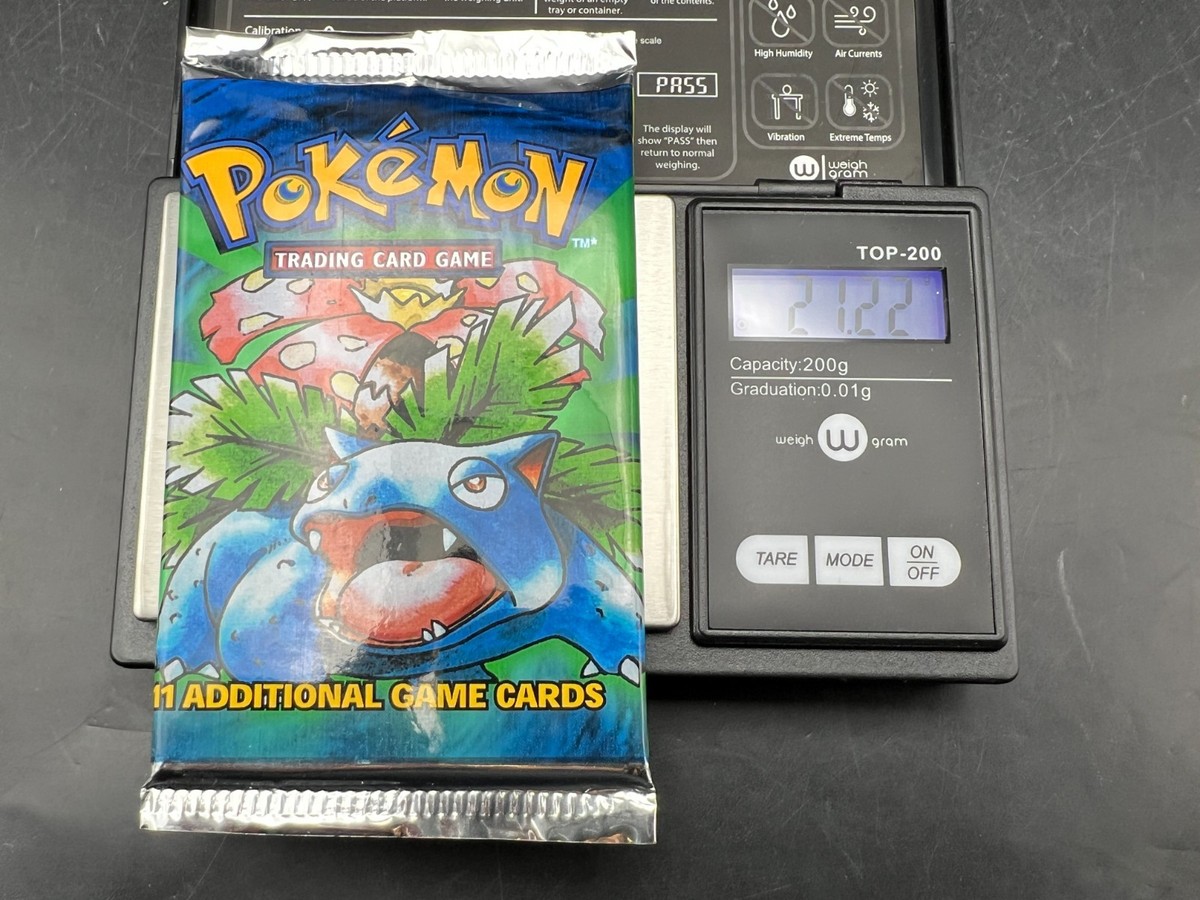 weight of an empty
tray or container.
of the contents.
Calibration
scale
PASS
The display will
show "PASS" then
return to normal
weighing.
High Humidity
Air Currents
Vibration
Extreme Temps
W weigh
gram
POKéMON
TM*
TRADING CARD GAME
11 ADDITIONAL GAME CARDS
TOP-200
21.22
Capacity:200g
Graduation:0.01g
weigh W gram
TARE
MODE
ON
OFF